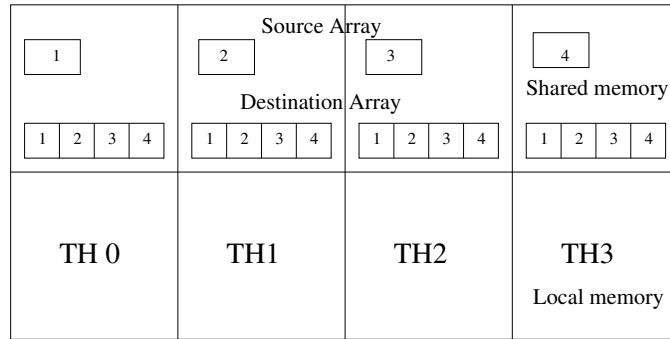 Source Array
1 2 3 4
Shared memory
Destination Array
1 2 3 4 1 2 3 4 1 2 3 4 1 2 3 4
TH 0 TH1 TH2 TH3
Local memory